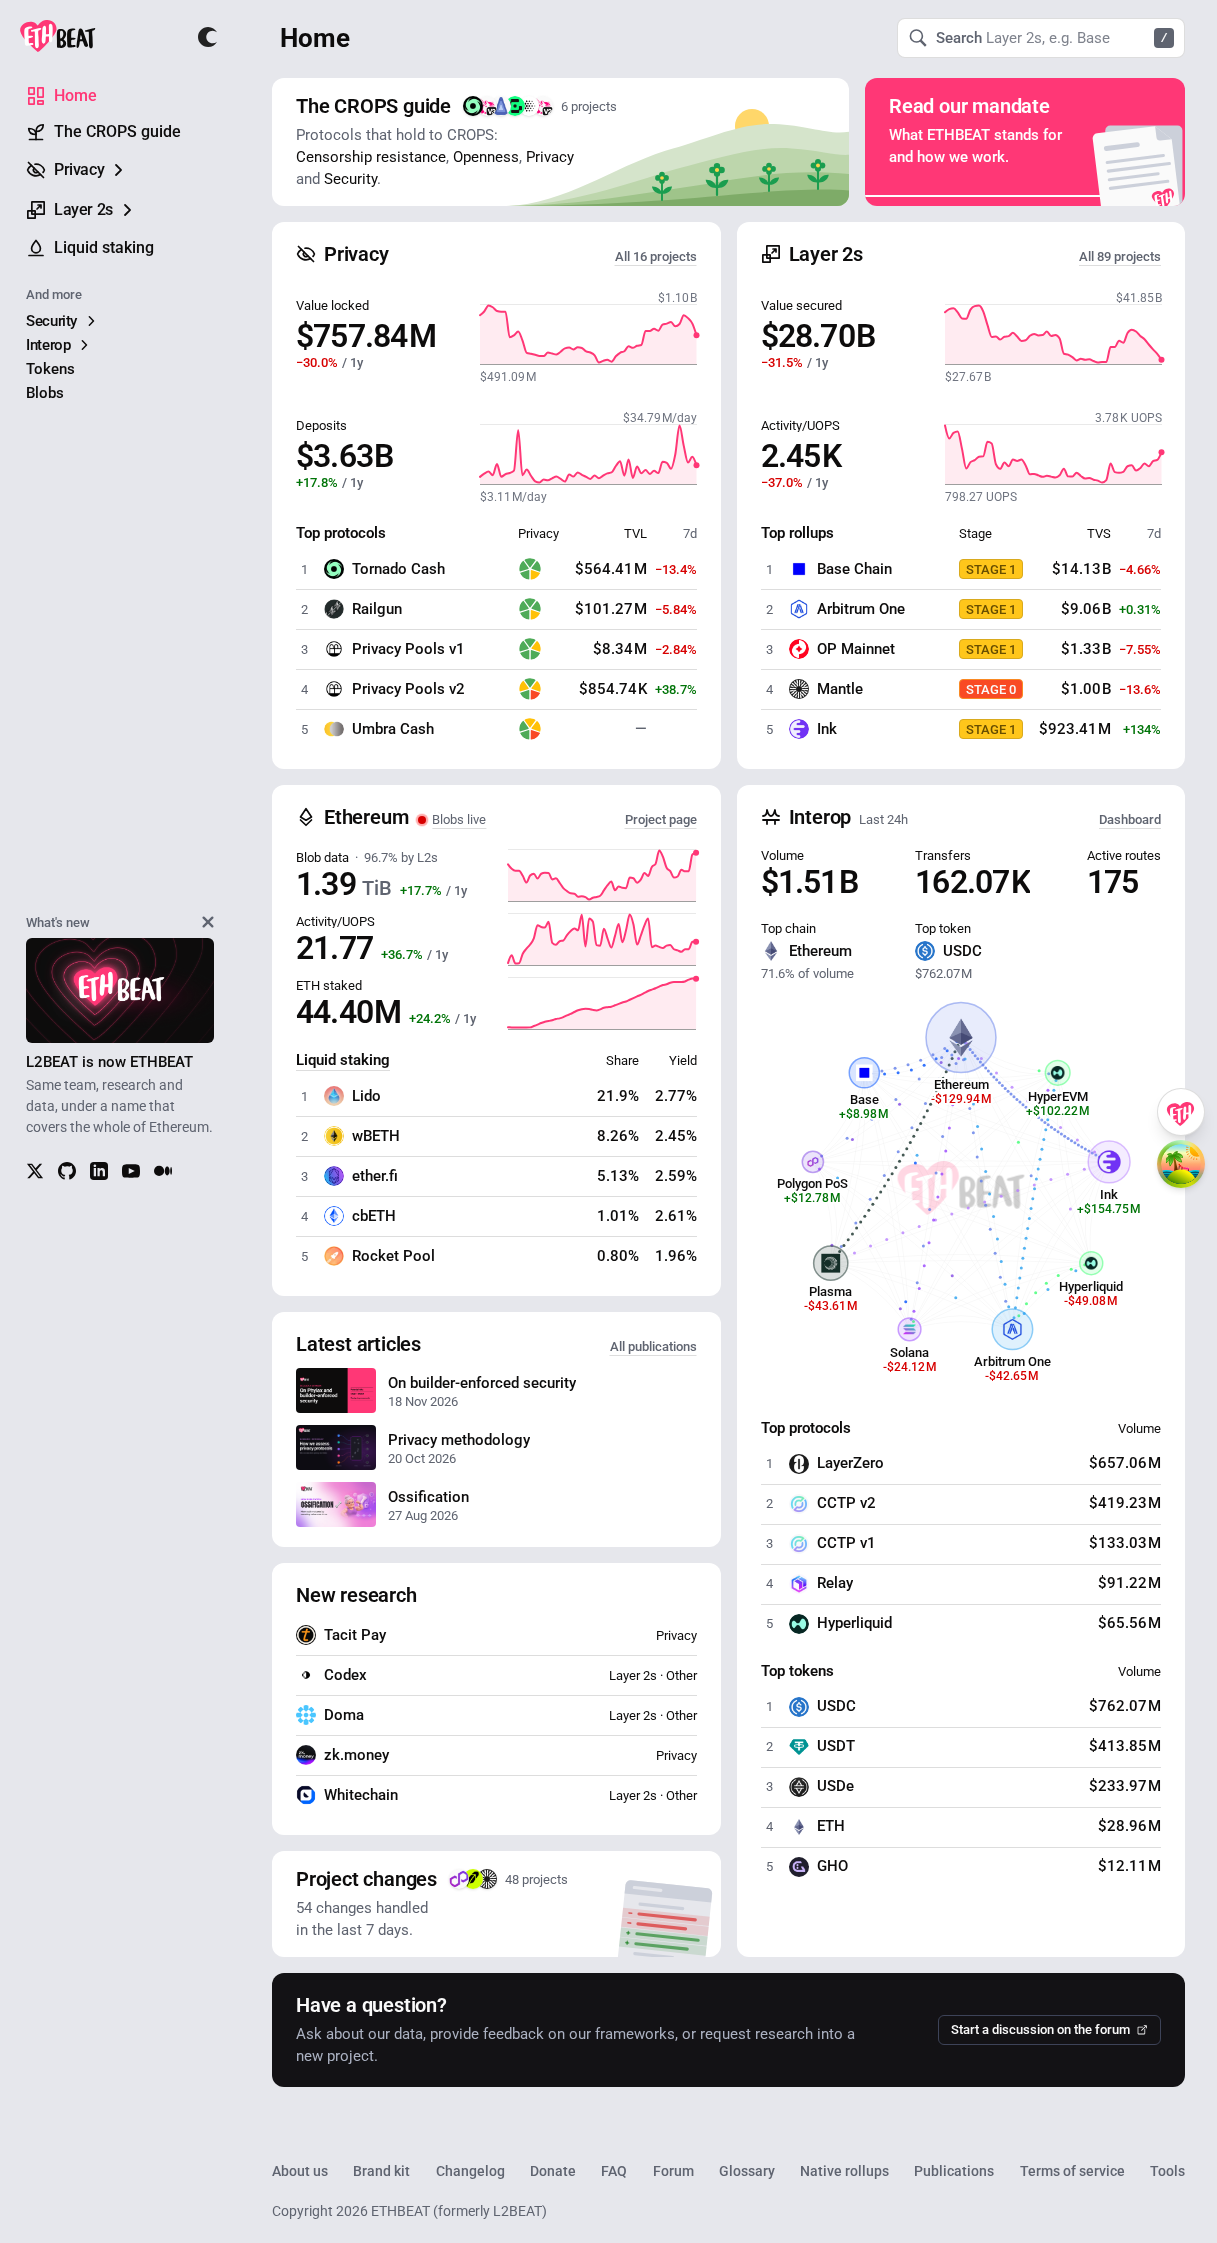 ETHBEAT
Home
The CROPS guide
Privacy
Layer 2s
Liquid staking
And more
Security
Interop
Tokens
Blobs
What's new
ETHBEAT
L2BEAT is now ETHBEAT
Same team, research and
data, under a name that
covers the whole of Ethereum.
Home
Search Layer 2s, e.g. Base
/
The CROPS guide
6 projects
Protocols that hold to CROPS:
Censorship resistance, Openness, Privacy
and Security.
Read our mandate
What ETHBEAT stands for
and how we work.
Privacy
All 16 projects
Value locked
$757.84M
-30.0% / 1y
$1.10B
$491.09M
Deposits
$3.63B
+17.8% / 1y
$34.79M/day
$3.11M/day
Top protocols Privacy TVL 7d
1 Tornado Cash $564.41M -13.4%
2 Railgun $101.27M -5.84%
3 Privacy Pools v1 $8.34M -2.84%
4 Privacy Pools v2 $854.74K +38.7%
5 Umbra Cash —
Layer 2s
All 89 projects
Value secured
$28.70B
-31.5% / 1y
$41.85B
$27.67B
Activity/UOPS
2.45K
-37.0% / 1y
3.78K UOPS
798.27 UOPS
Top rollups Stage TVS 7d
1 Base Chain STAGE 1 $14.13B -4.66%
2 Arbitrum One STAGE 1 $9.06B +0.31%
3 OP Mainnet STAGE 1 $1.33B -7.55%
4 Mantle STAGE 0 $1.00B -13.6%
5 Ink STAGE 1 $923.41M +134%
Ethereum Blobs live
Project page
Blob data · 96.7% by L2s
1.39 TiB +17.7% / 1y
Activity/UOPS
21.77 +36.7% / 1y
ETH staked
44.40M +24.2% / 1y
Liquid staking Share Yield
1 Lido 21.9% 2.77%
2 wBETH 8.26% 2.45%
3 ether.fi 5.13% 2.59%
4 cbETH 1.01% 2.61%
5 Rocket Pool 0.80% 1.96%
Latest articles
All publications
On builder-enforced security
18 Nov 2026
Privacy methodology
20 Oct 2026
OSSIFICATION
Ossification
27 Aug 2026
New research
Tacit Pay Privacy
Codex Layer 2s · Other
Doma Layer 2s · Other
zk.money Privacy
Whitechain Layer 2s · Other
Project changes
48 projects
54 changes handled
in the last 7 days.
Interop Last 24h
Dashboard
Volume
$1.51B
Transfers
162.07K
Active routes
175
Top chain
Ethereum
71.6% of volume
Top token
USDC
$762.07M
Ethereum
-$129.94M
Base
+$8.98M
HyperEVM
+$102.22M
Polygon PoS
+$12.78M
ETHBEAT
Ink
+$154.75M
Plasma
-$43.61M
Hyperliquid
-$49.08M
Solana
-$24.12M
Arbitrum One
-$42.65M
Top protocols Volume
1 LayerZero $657.06M
2 CCTP v2 $419.23M
3 CCTP v1 $133.03M
4 Relay $91.22M
5 Hyperliquid $65.56M
Top tokens Volume
1 USDC $762.07M
2 USDT $413.85M
3 USDe $233.97M
4 ETH $28.96M
5 GHO $12.11M
ETH
Have a question?
Ask about our data, provide feedback on our frameworks, or request research into a
new project.
Start a discussion on the forum
About us Brand kit Changelog Donate FAQ Forum Glossary Native rollups Publications Terms of service Tools
Copyright 2026 ETHBEAT (formerly L2BEAT)